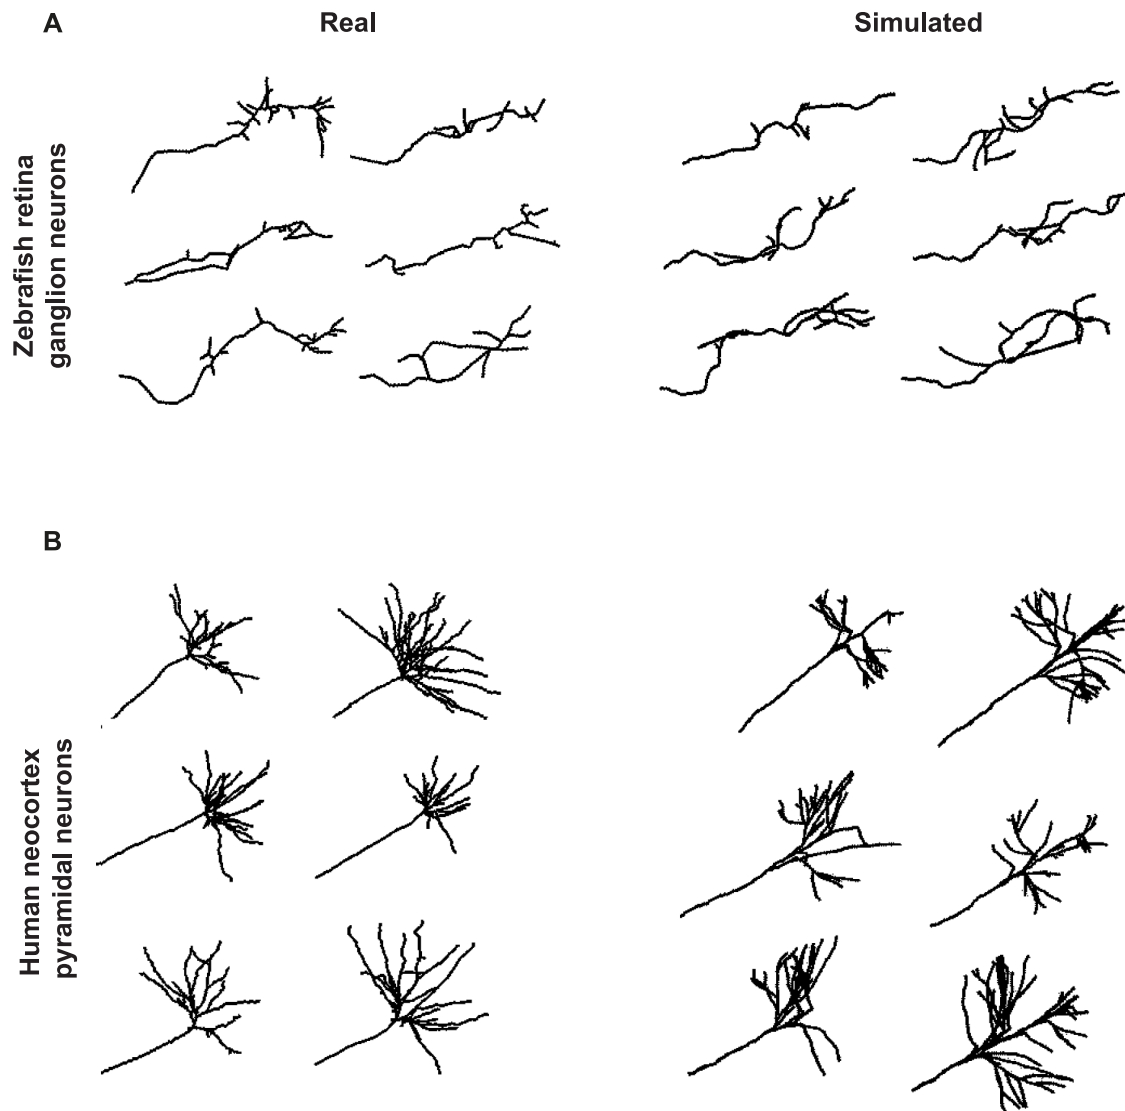 A
Real
Simulated
Zebrafish retina
ganglion neurons
B
Human neocortex
pyramidal neurons